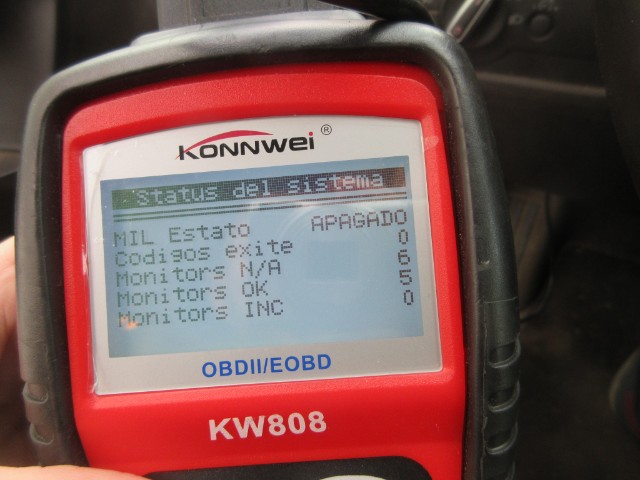 KONNWEI ®
Status del sistema
MIL Estato APAGADO
Codigos exite 0
Monitors N/A 6
Monitors OK 5
Monitors INC 0
OBDII/EOBD
KW808